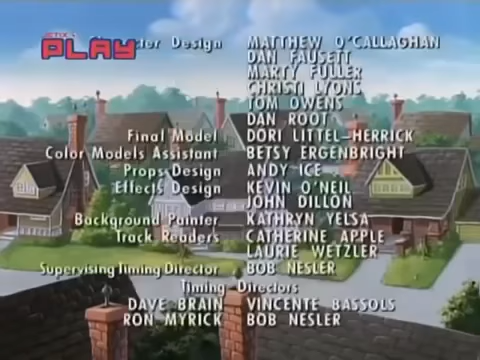 JETIX
PLAY
ter Design MATTHEW O'CALLAGHAN
DAN FAUSETT
MARTY FULLER
CHRISTI LYONS
TOM OWENS
DAN ROOT
Final Model DORI LITTEL-HERRICK
Color Models Assistant BETSY ERGENBRIGHT
Props Design ANDY ICE
Effects Design KEVIN O'NEIL
JOHN DILLON
Background Painter KATHRYN YELSA
Track Readers CATHERINE APPLE
LAURIE WETZLER
Supervising Timing Director BOB NESLER
Timing Directors
DAVE BRAIN VINCENTE BASSOLS
RON MYRICK BOB NESLER